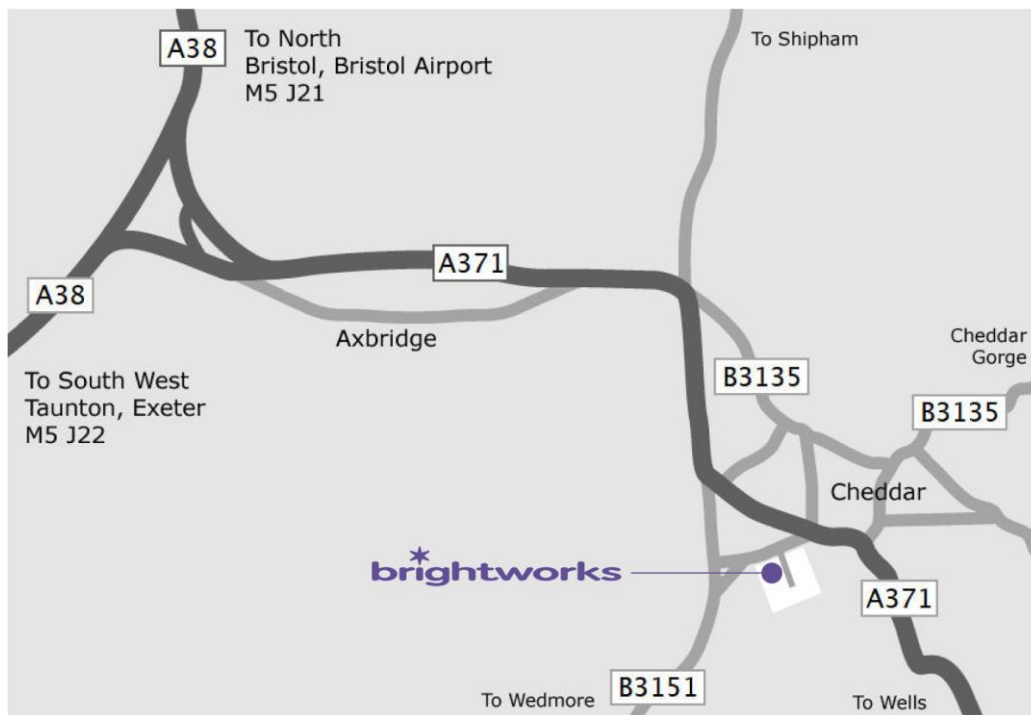 A38
To North
Bristol, Bristol Airport
M5 J21
To Shipham
A371
A38
Axbridge
Cheddar
Gorge
To South West
Taunton, Exeter
M5 J22
B3135
B3135
Cheddar
brightworks
A371
B3151
To Wedmore
To Wells